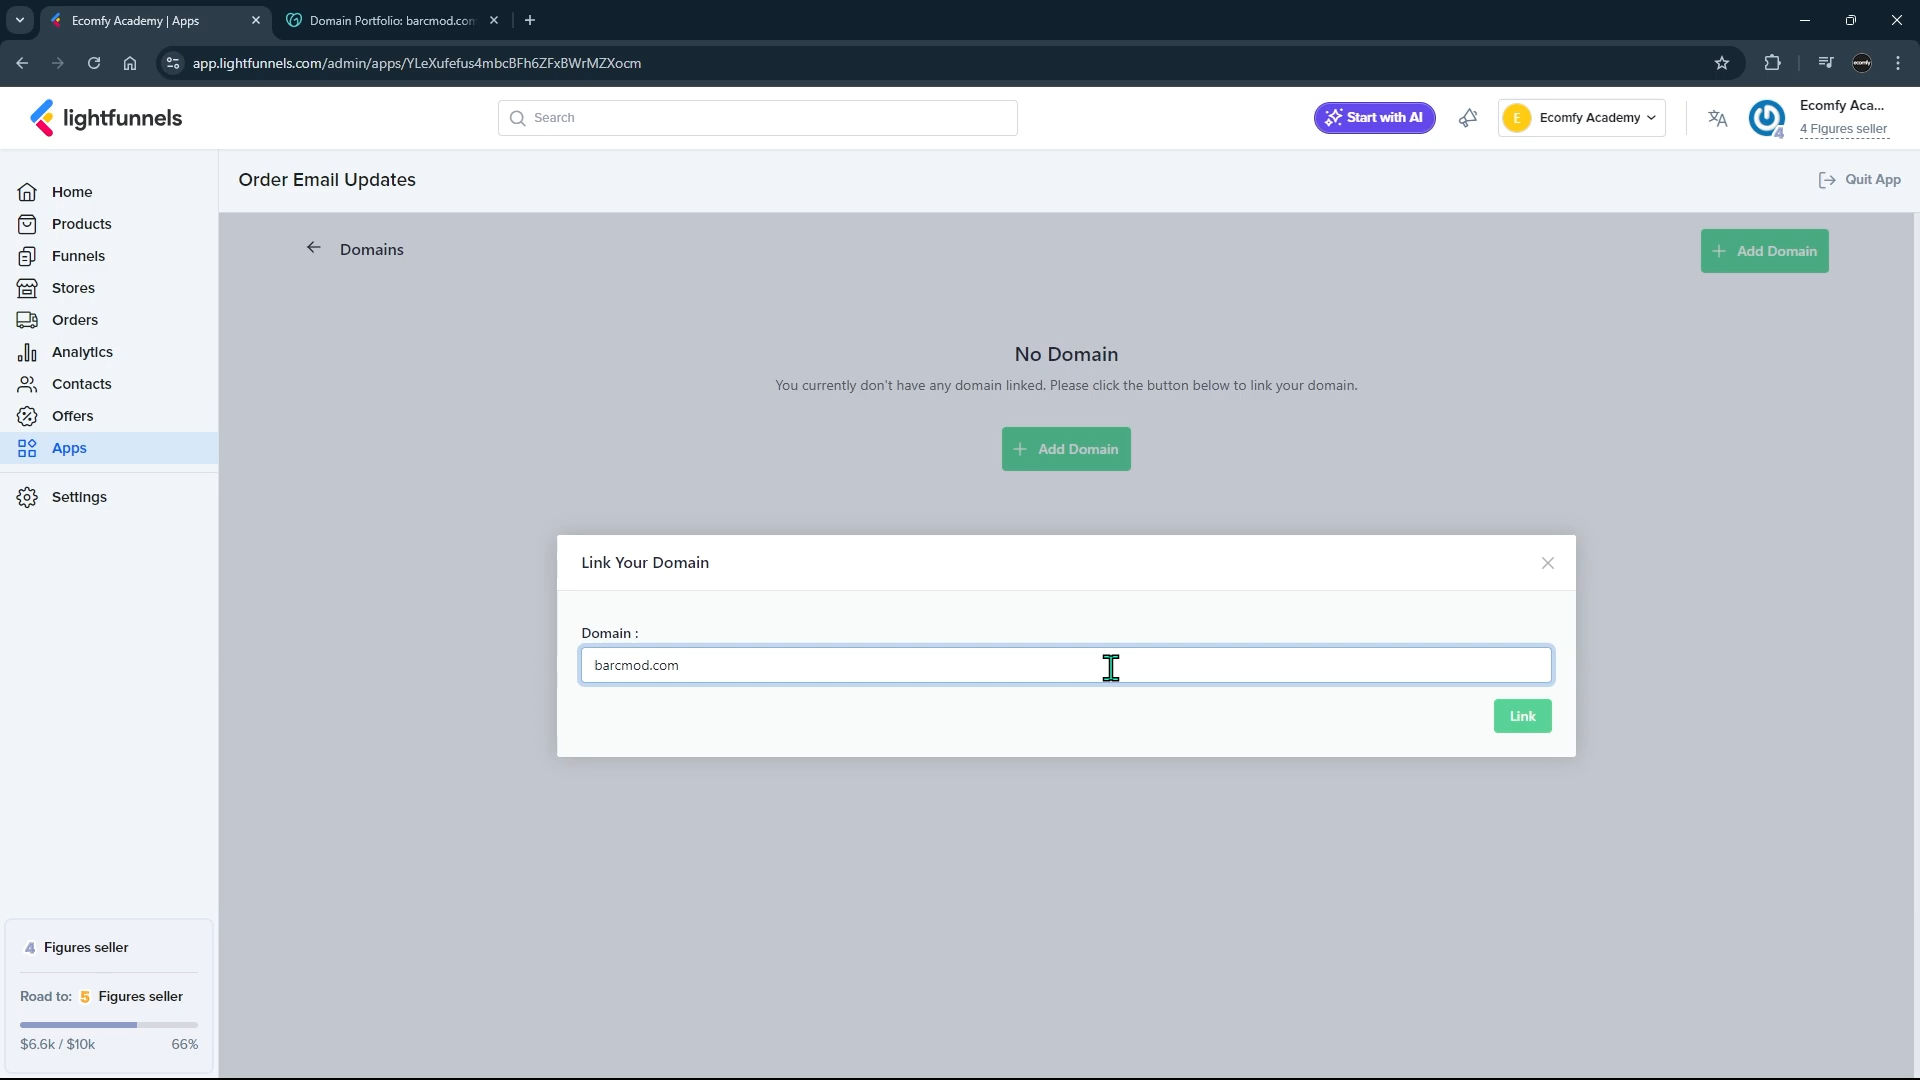 Ecomfy Academy | Apps
Domain Portfolio: barcmod.com
app.lightfunnels.com/admin/apps/YLeXufefus4mbcBFh6ZFxBWrMZXocm
lightfunnels
Search
Start with AI
E Ecomfy Academy
Ecomfy Aca...
4 Figures seller
Home
Products
Funnels
Stores
Orders
Analytics
Contacts
Offers
Apps
Settings
4 Figures seller
Road to: 5 Figures seller
$6.6k / $10k 66%
Order Email Updates
Quit App
Domains
+ Add Domain
No Domain
You currently don't have any domain linked. Please click the button below to link your domain.
+ Add Domain
Link Your Domain
Domain :
barcmod.com
Link